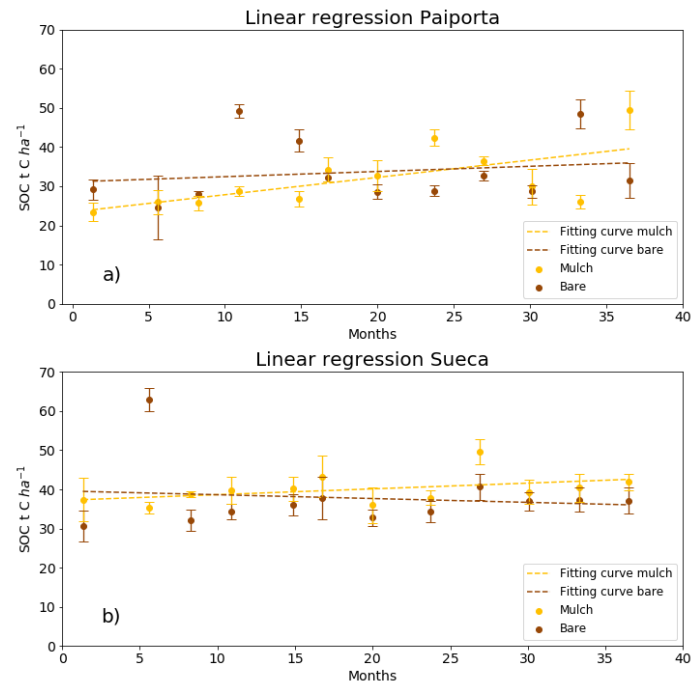 Linear regression Paiporta
70
60
50
40
30
20
10
0
SOC t C ha⁻¹
a)
Fitting curve mulch
Fitting curve bare
Mulch
Bare
0 5 10 15 20 25 30 35 40
Months
Linear regression Sueca
70
60
50
40
30
20
10
0
SOC t C ha⁻¹
b)
Fitting curve mulch
Fitting curve bare
Mulch
Bare
0 5 10 15 20 25 30 35 40
Months